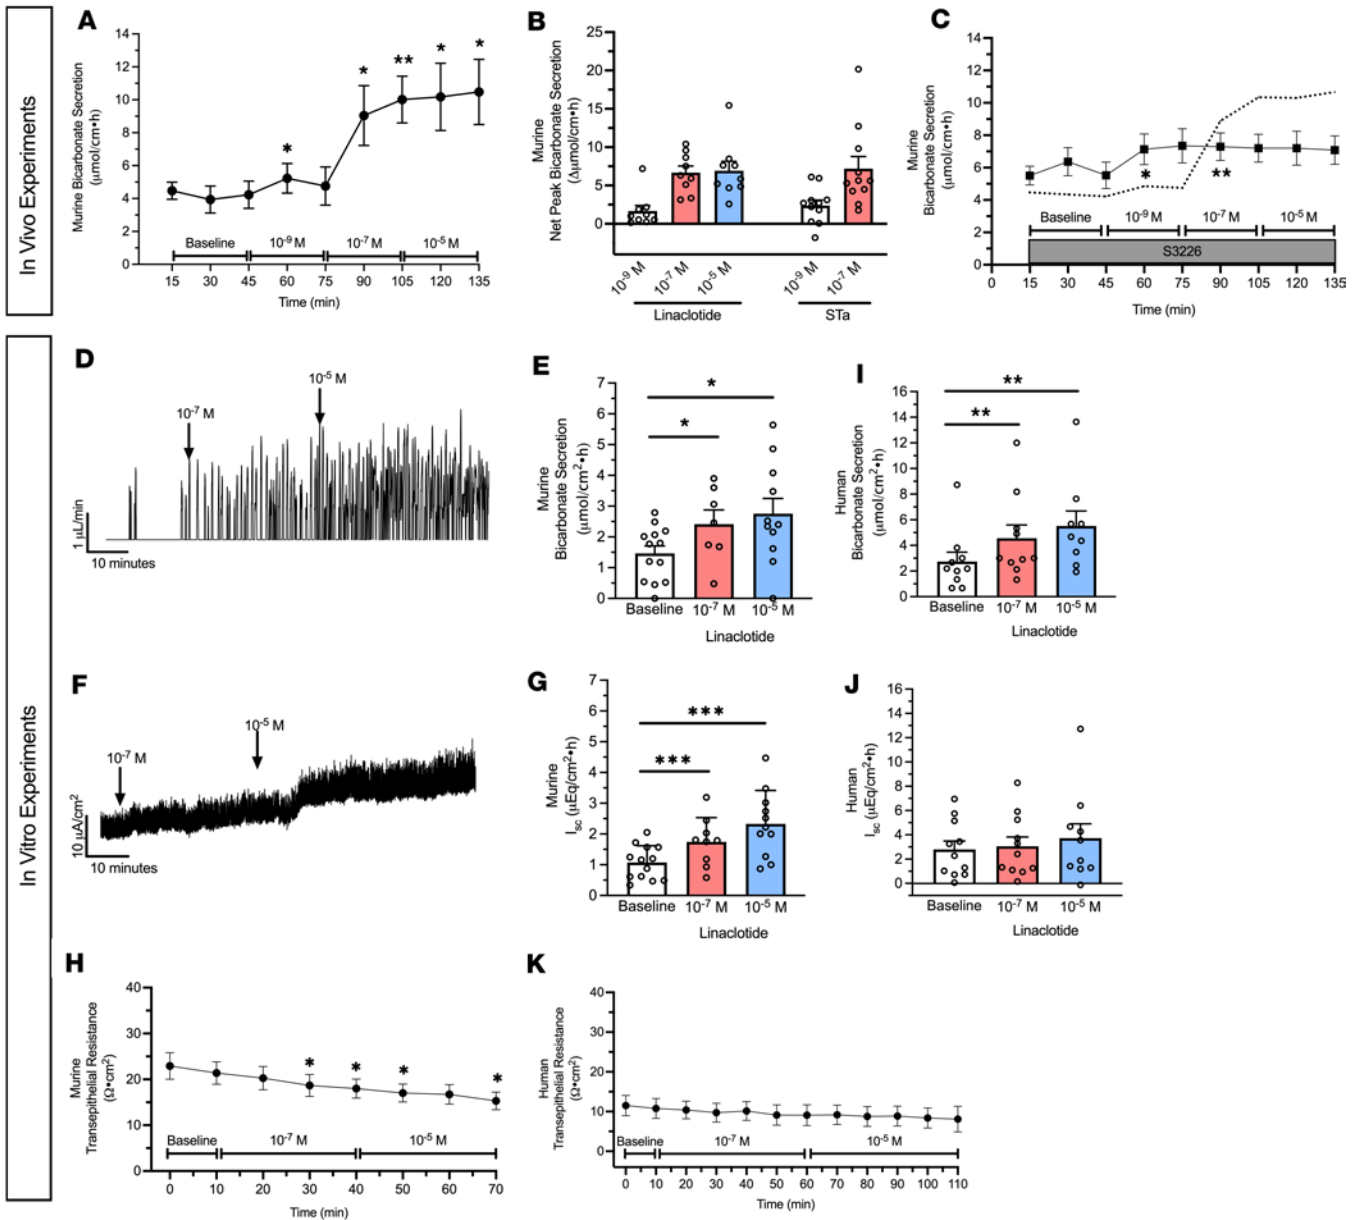 In Vivo Experiments
A
Murine Bicarbonate Secretion
(μmol/cm•h)
14
12
10
8
6
4
2
0
*
*
**
*
*
Baseline
10-9 M
10-7 M
10-5 M
15 30 45 60 75 90 105 120 135
Time (min)
B
Murine
Net Peak Bicarbonate Secretion
(Δμmol/cm•h)
25
20
15
10
5
0
10-9 M
10-7 M
10-5 M
10-9 M
10-7 M
Linaclotide
STa
C
Murine
Bicarbonate Secretion
(μmol/cm•h)
14
12
10
8
6
4
2
0
*
**
Baseline
10-9 M
10-7 M
10-5 M
S3226
0 15 30 45 60 75 90 105 120 135
Time (min)
In Vitro Experiments
D
10-7 M
10-5 M
1 μL/min
10 minutes
E
Murine
Bicarbonate Secretion
(μmol/cm2•h)
7
6
5
4
3
2
1
0
*
*
Baseline 10-7 M 10-5 M
Linaclotide
I
Human
Bicarbonate Secretion
(μmol/cm2•h)
16
14
12
10
8
6
4
2
0
**
**
Baseline 10-7 M 10-5 M
Linaclotide
F
10-7 M
10-5 M
10 μA/cm2
10 minutes
G
Murine
Isc (μEq/cm2•h)
7
6
5
4
3
2
1
0
***
***
Baseline 10-7 M 10-5 M
Linaclotide
J
Human
Isc (μEq/cm2•h)
16
14
12
10
8
6
4
2
0
Baseline 10-7 M 10-5 M
Linaclotide
H
Murine
Transepithelial Resistance
(Ω•cm2)
40
30
20
10
0
*
*
*
*
Baseline
10-7 M
10-5 M
0 10 20 30 40 50 60 70
Time (min)
K
Human
Transepithelial Resistance
(Ω•cm2)
40
30
20
10
0
Baseline
10-7 M
10-5 M
0 10 20 30 40 50 60 70 80 90 100 110
Time (min)